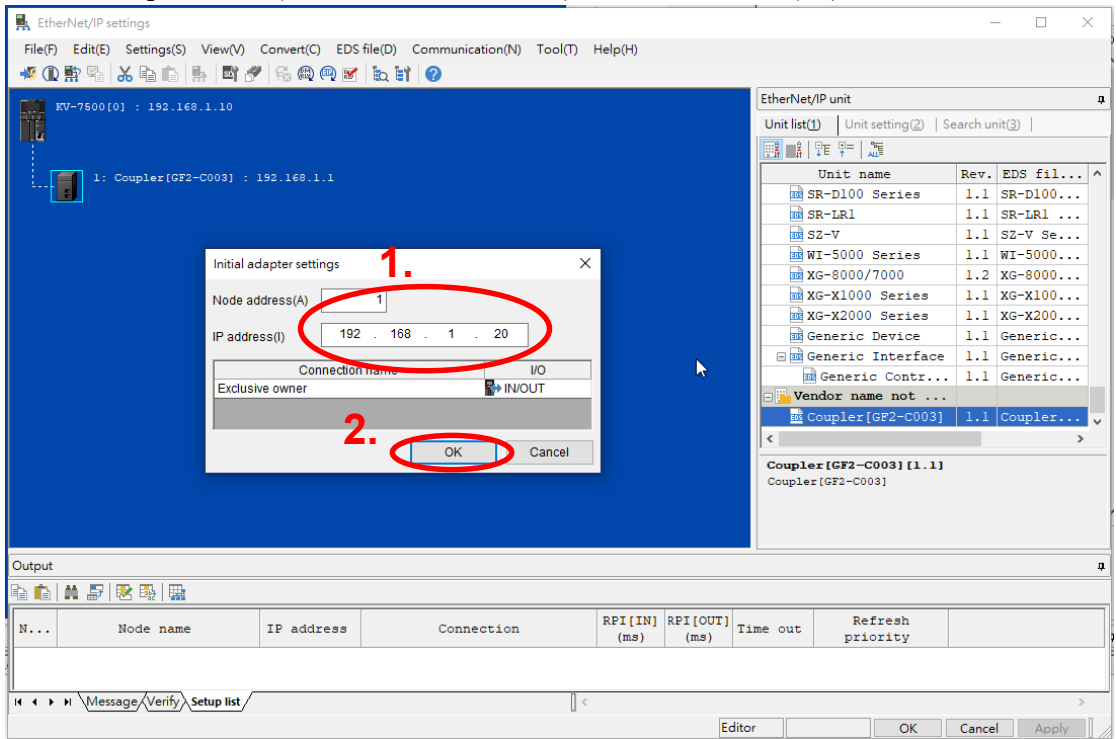 EtherNet/IP settings
File(F) Edit(E) Settings(S) View(V) Convert(C) EDS file(D) Communication(N) Tool(T) Help(H)
KV-7500[0] : 192.168.1.10
1: Coupler[GF2-C003] : 192.168.1.1
Initial adapter settings
1.
Node address(A) 1
IP address(I) 192 . 168 . 1 . 20
Connection name I/O
Exclusive owner IN/OUT
2.
OK Cancel
EtherNet/IP unit
Unit list(1) Unit setting(2) Search unit(3)
Unit name Rev. EDS fil...
SR-D100 Series 1.1 SR-D100...
SR-LR1 1.1 SR-LR1 ...
SZ-V 1.1 SZ-V Se...
WI-5000 Series 1.1 WI-5000...
XG-8000/7000 1.2 XG-8000...
XG-X1000 Series 1.1 XG-X100...
XG-X2000 Series 1.1 XG-X200...
Generic Device 1.1 Generic...
Generic Interface 1.1 Generic...
Generic Contr... 1.1 Generic...
Vendor name not ...
Coupler[GF2-C003] 1.1 Coupler...
Coupler[GF2-C003][1.1]
Coupler[GF2-C003]
Output
N... Node name IP address Connection RPI[IN] (ms) RPI[OUT] (ms) Time out Refresh priority
Message Verify Setup list
Editor OK Cancel Apply